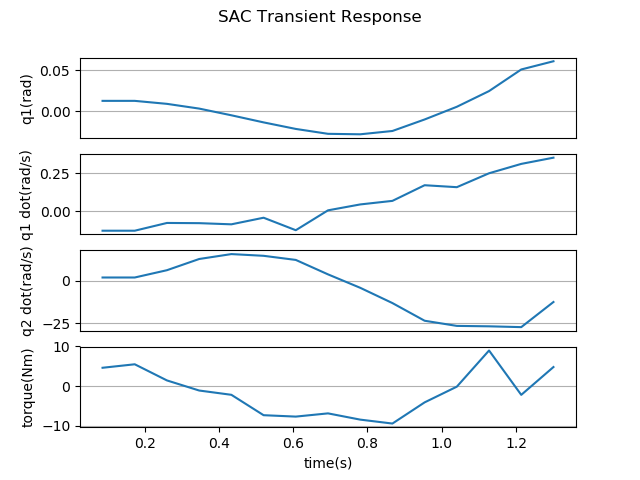 SAC Transient Response
0.05
0.00
q1(rad)
0.25
0.00
q1 dot(rad/s)
0
−25
q2 dot(rad/s)
10
0
−10
torque(Nm)
0.2 0.4 0.6 0.8 1.0 1.2
time(s)